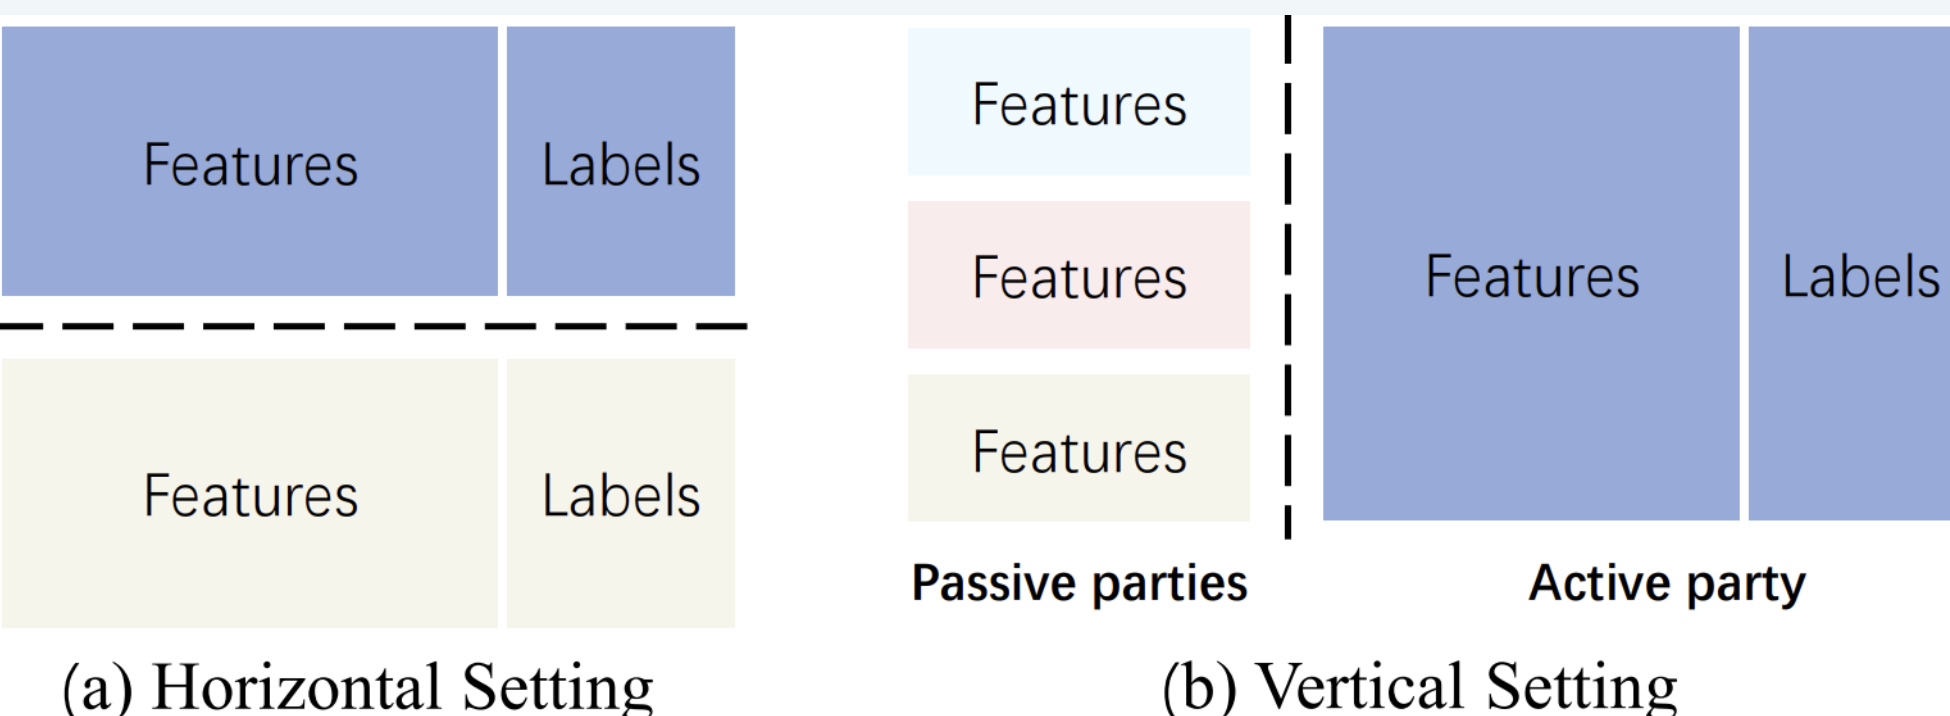 Features Labels
Features Labels
(a) Horizontal Setting
Features
Features
Features
Passive parties
Features Labels
Active party
(b) Vertical Setting